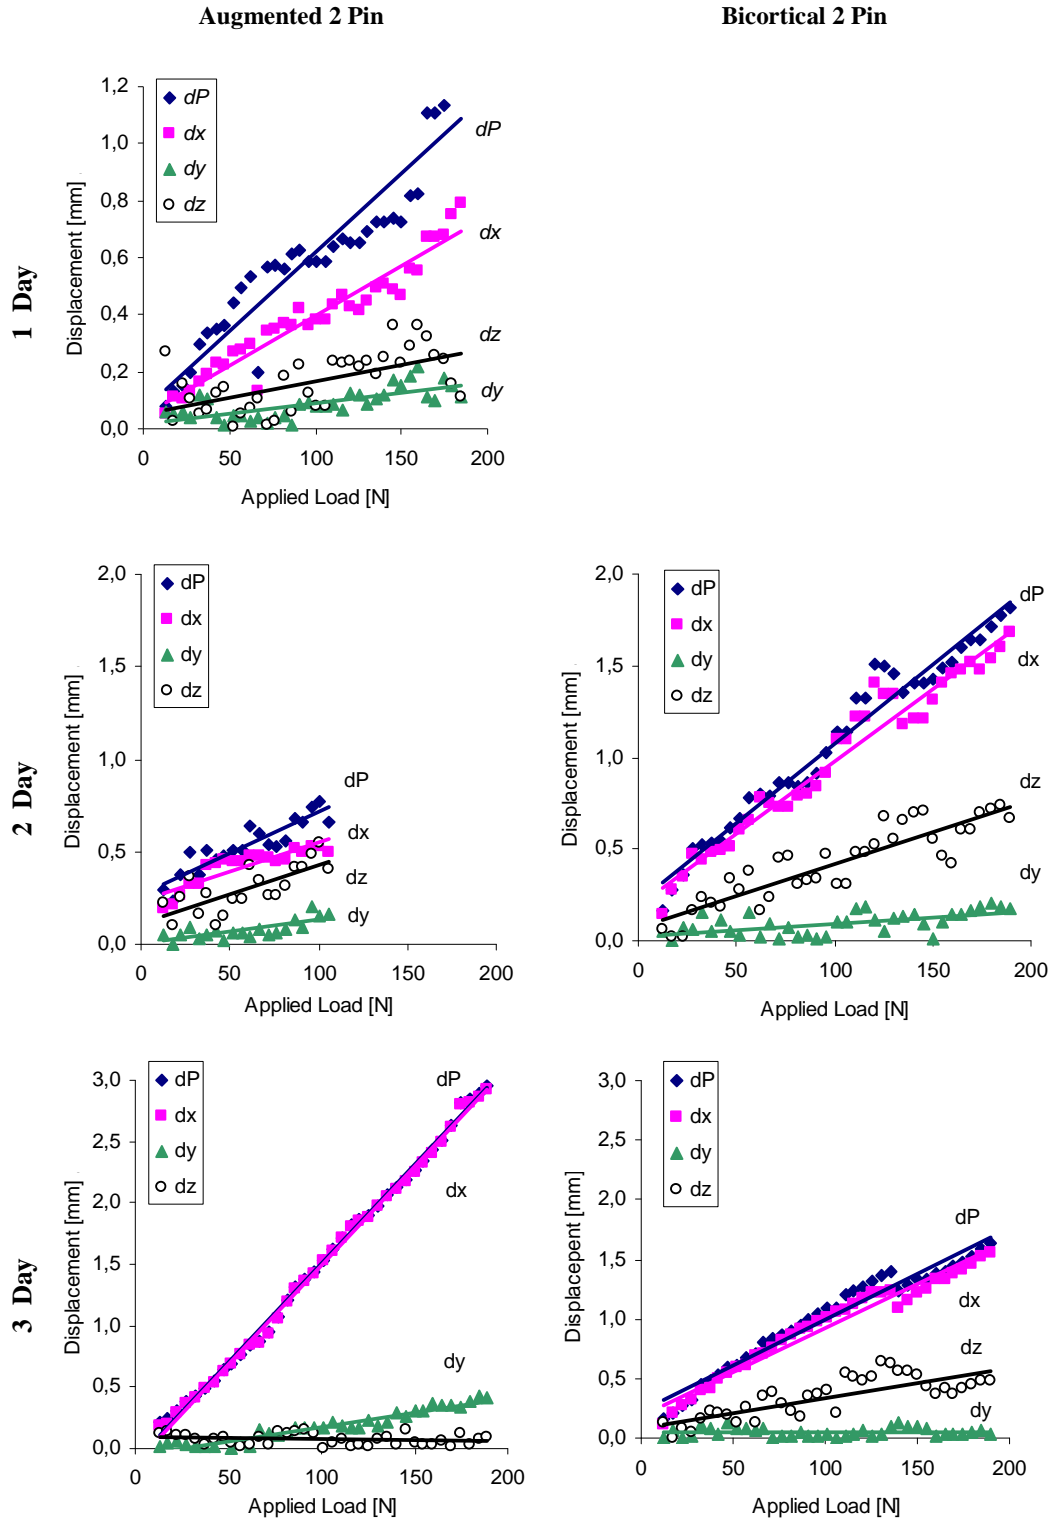 Augmented 2 Pin
Bicortical 2 Pin
1 Day
1,2
1,0
0,8
0,6
0,4
0,2
0,0
Displacement [mm]
dP
dx
dy
dz
dP
dx
dz
dy
0 50 100 150 200
Applied Load [N]
2 Day
2,0
1,5
1,0
0,5
0,0
Displacement [mm]
dP
dx
dy
dz
dP
dx
dz
dy
0 50 100 150 200
Applied Load [N]
2,0
1,5
1,0
0,5
0,0
Displacement [mm]
dP
dx
dy
dz
dP
dx
dz
dy
0 50 100 150 200
Applied Load [N]
3 Day
3,0
2,5
2,0
1,5
1,0
0,5
0,0
Displacement [mm]
dP
dx
dy
dz
dP
dx
dy
0 50 100 150 200
Applied Load [N]
3,0
2,5
2,0
1,5
1,0
0,5
0,0
Displacepent [mm]
dP
dx
dy
dz
dP
dx
dz
dy
0 50 100 150 200
Applied Load [N]